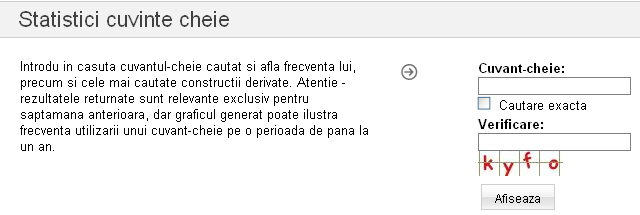 Statistici cuvinte cheie
Introdu in casuta cuvantul-cheie cautat si afla frecventa lui,
precum si cele mai cautate constructii derivate. Atentie -
rezultatele returnate sunt relevante exclusiv pentru
saptamana anterioara, dar graficul generat poate ilustra
frecventa utilizarii unui cuvant-cheie pe o perioada de pana la
un an.
Cuvant-cheie:
Cautare exacta
Verificare:
kyfo
Afiseaza